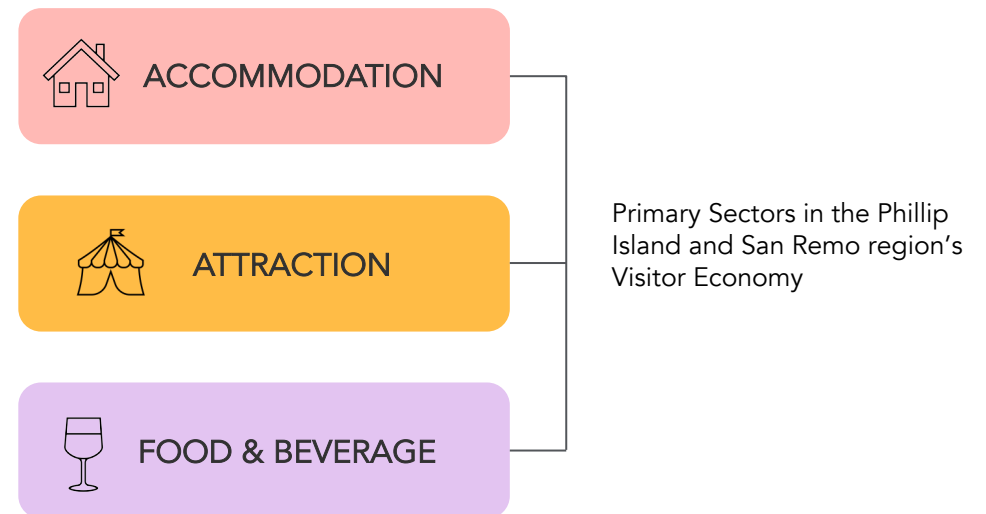 ACCOMMODATION
ATTRACTION
FOOD & BEVERAGE
Primary Sectors in the Phillip
Island and San Remo region’s
Visitor Economy